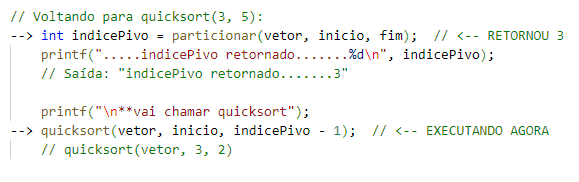 // Voltando para quicksort(3, 5):
--> int indicePivo = particionar(vetor, inicio, fim);  // <-- RETORNOU 3
    printf(".....indicePivo retornado.......%d\n", indicePivo);
    // Saída: "indicePivo retornado.......3"
    printf("\n**vai chamar quicksort");
--> quicksort(vetor, inicio, indicePivo - 1);  // <-- EXECUTANDO AGORA
    // quicksort(vetor, 3, 2)